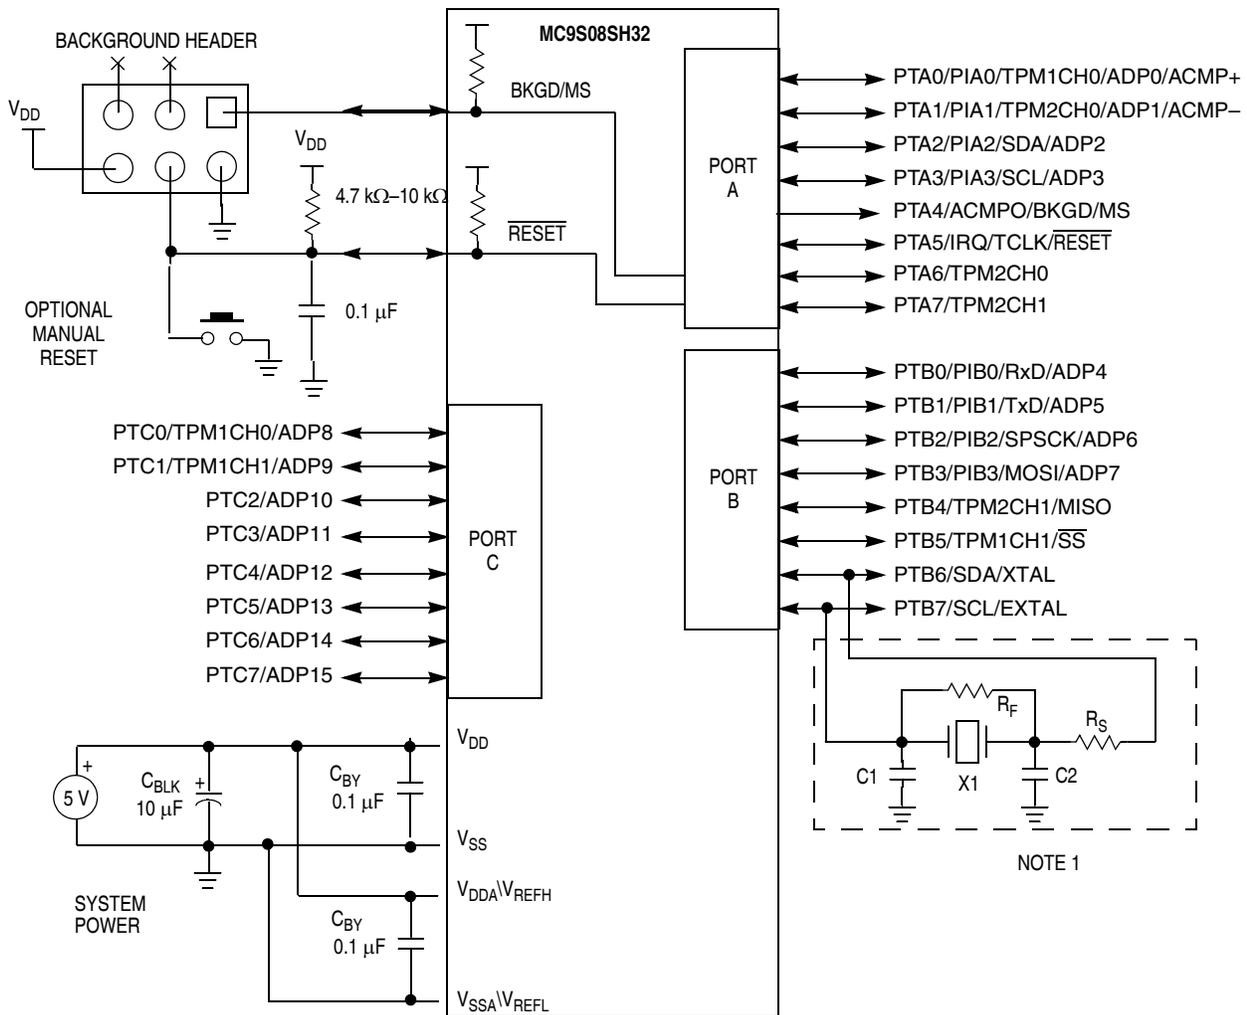 MC9S08SH32
BACKGROUND HEADER
VDD
BKGD/MS
VDD
4.7 kΩ–10 kΩ
RESET
0.1 μF
OPTIONAL
MANUAL
RESET
PORT
A
PTA0/PIA0/TPM1CH0/ADP0/ACMP+
PTA1/PIA1/TPM2CH0/ADP1/ACMP–
PTA2/PIA2/SDA/ADP2
PTA3/PIA3/SCL/ADP3
PTA4/ACMPO/BKGD/MS
PTA5/IRQ/TCLK/RESET
PTA6/TPM2CH0
PTA7/TPM2CH1
PORT
B
PTB0/PIB0/RxD/ADP4
PTB1/PIB1/TxD/ADP5
PTB2/PIB2/SPSCK/ADP6
PTB3/PIB3/MOSI/ADP7
PTB4/TPM2CH1/MISO
PTB5/TPM1CH1/SS
PTB6/SDA/XTAL
PTB7/SCL/EXTAL
PTC0/TPM1CH0/ADP8
PTC1/TPM1CH1/ADP9
PTC2/ADP10
PTC3/ADP11
PTC4/ADP12
PTC5/ADP13
PTC6/ADP14
PTC7/ADP15
PORT
C
RF
RS
C1
X1
C2
NOTE 1
VDD
+
5 V
CBLK
+
10 μF
CBY
0.1 μF
VSS
SYSTEM
POWER
VDDA\VREFH
CBY
0.1 μF
VSSA\VREFL